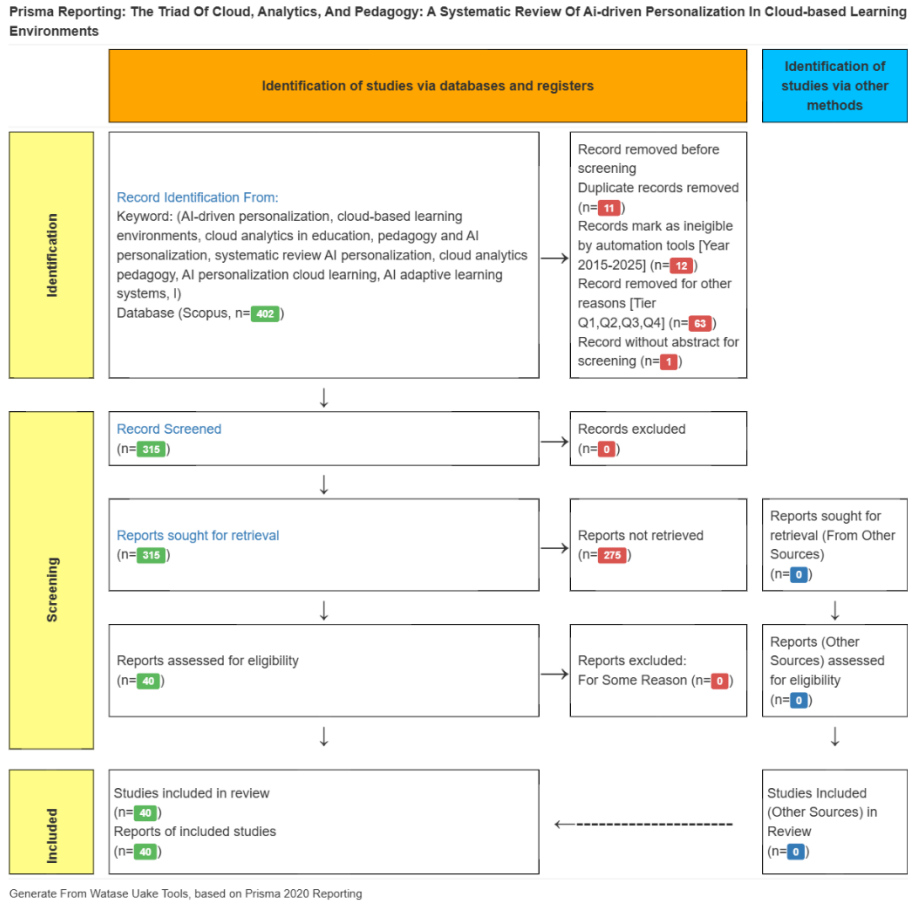 Prisma Reporting: The Triad Of Cloud, Analytics, And Pedagogy: A Systematic Review Of Ai-driven Personalization In Cloud-based Learning
Environments
Identification of studies via databases and registers
Identification of
studies via other
methods
Identification
Record Identification From:
Keyword: (AI-driven personalization, cloud-based learning
environments, cloud analytics in education, pedagogy and AI
personalization, systematic review AI personalization, cloud analytics
pedagogy, AI personalization cloud learning, AI adaptive learning
systems, l)
Database (Scopus, n= 402 )
Record removed before
screening
Duplicate records removed
(n= 11 )
Records mark as ineigible
by automation tools [Year
2015-2025] (n= 12 )
Record removed for other
reasons [Tier
Q1,Q2,Q3,Q4] (n= 63 )
Record without abstract for
screening (n= 1 )
Screening
Record Screened
(n= 315 )
Records excluded
(n= 0 )
Reports sought for retrieval
(n= 315 )
Reports not retrieved
(n= 275 )
Reports sought for
retrieval (From Other
Sources)
(n= 0 )
Reports assessed for eligibility
(n= 40 )
Reports excluded:
For Some Reason (n= 0 )
Reports (Other
Sources) assessed
for eligibility
(n= 0 )
Included
Studies included in review
(n= 40 )
Reports of included studies
(n= 40 )
Studies Included
(Other Sources) in
Review
(n= 0 )
Generate From Watase Uake Tools, based on Prisma 2020 Reporting